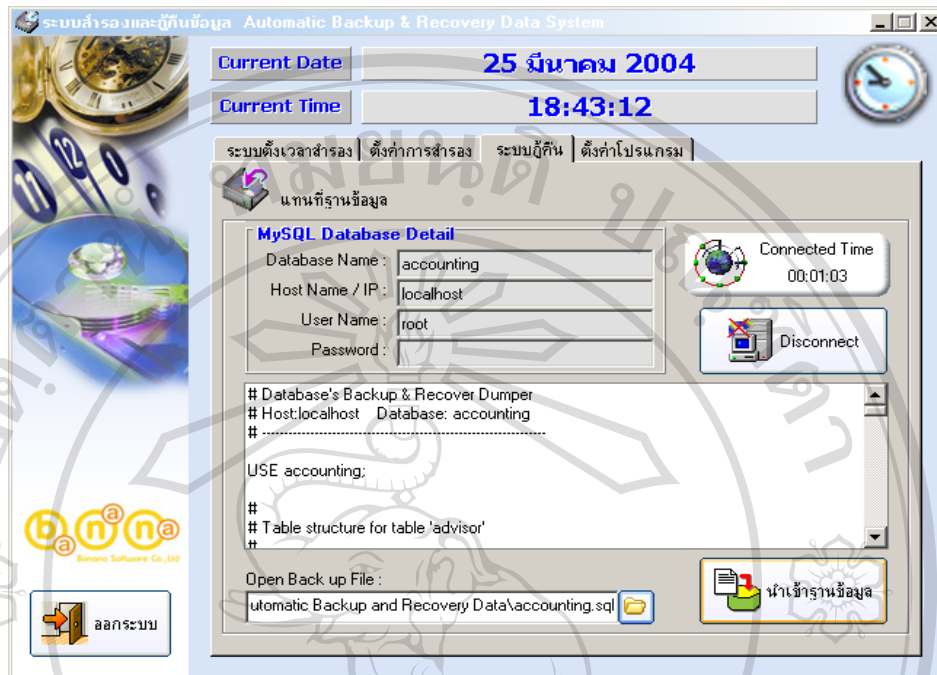 ระบบสำรองและกู้คืนข้อมูล Automatic Backup & Recovery Data System
Current Date 25 มีนาคม 2004
Current Time 18:43:12
ระบบตั้งเวลาสำรอง ตั้งค่าการสำรอง ระบบกู้คืน ตั้งค่าโปรแกรม
แทนที่ฐานข้อมูล
MySQL Database Detail
Database Name : accounting
Host Name / IP : localhost
User Name : root
Password :
Connected Time
00:01:03
Disconnect
# Database's Backup & Recover Dumper
# Host:localhost Database: accounting
# --------------------------------------------------------
USE accounting;
#
# Table structure for table 'advisor'
#
Open Back up File :
utomatic Backup and Recovery Data\accounting.sql
นำเข้าฐานข้อมูล
banana
Banana Software Co.,Ltd
ออกระบบ
11 12